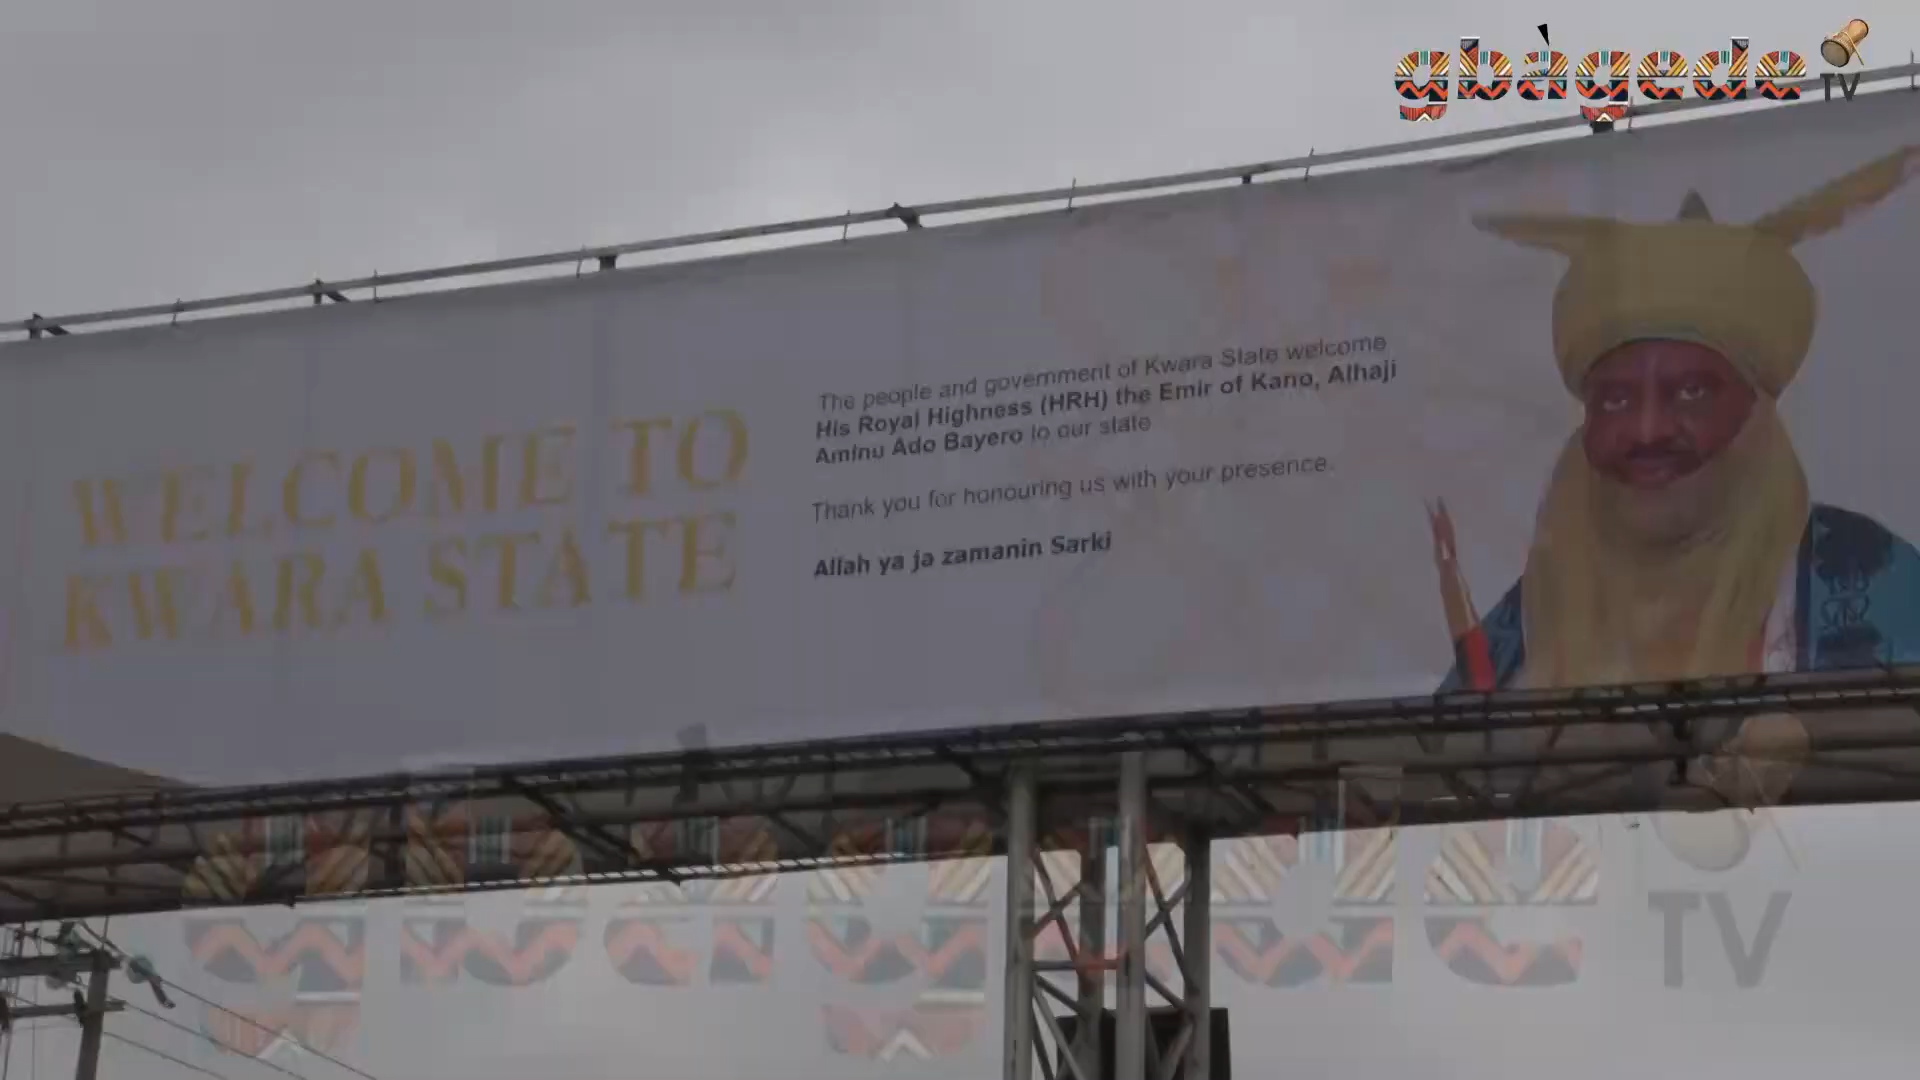 gbàgede
TV
WELCOME TO
KWARA STATE
The people and government of Kwara State welcome
His Royal Highness (HRH) the Emir of Kano, Alhaji
Aminu Ado Bayero to our state
Thank you for honouring us with your presence.
Allah ya ja zamanin Sarki
gbàgede
TV